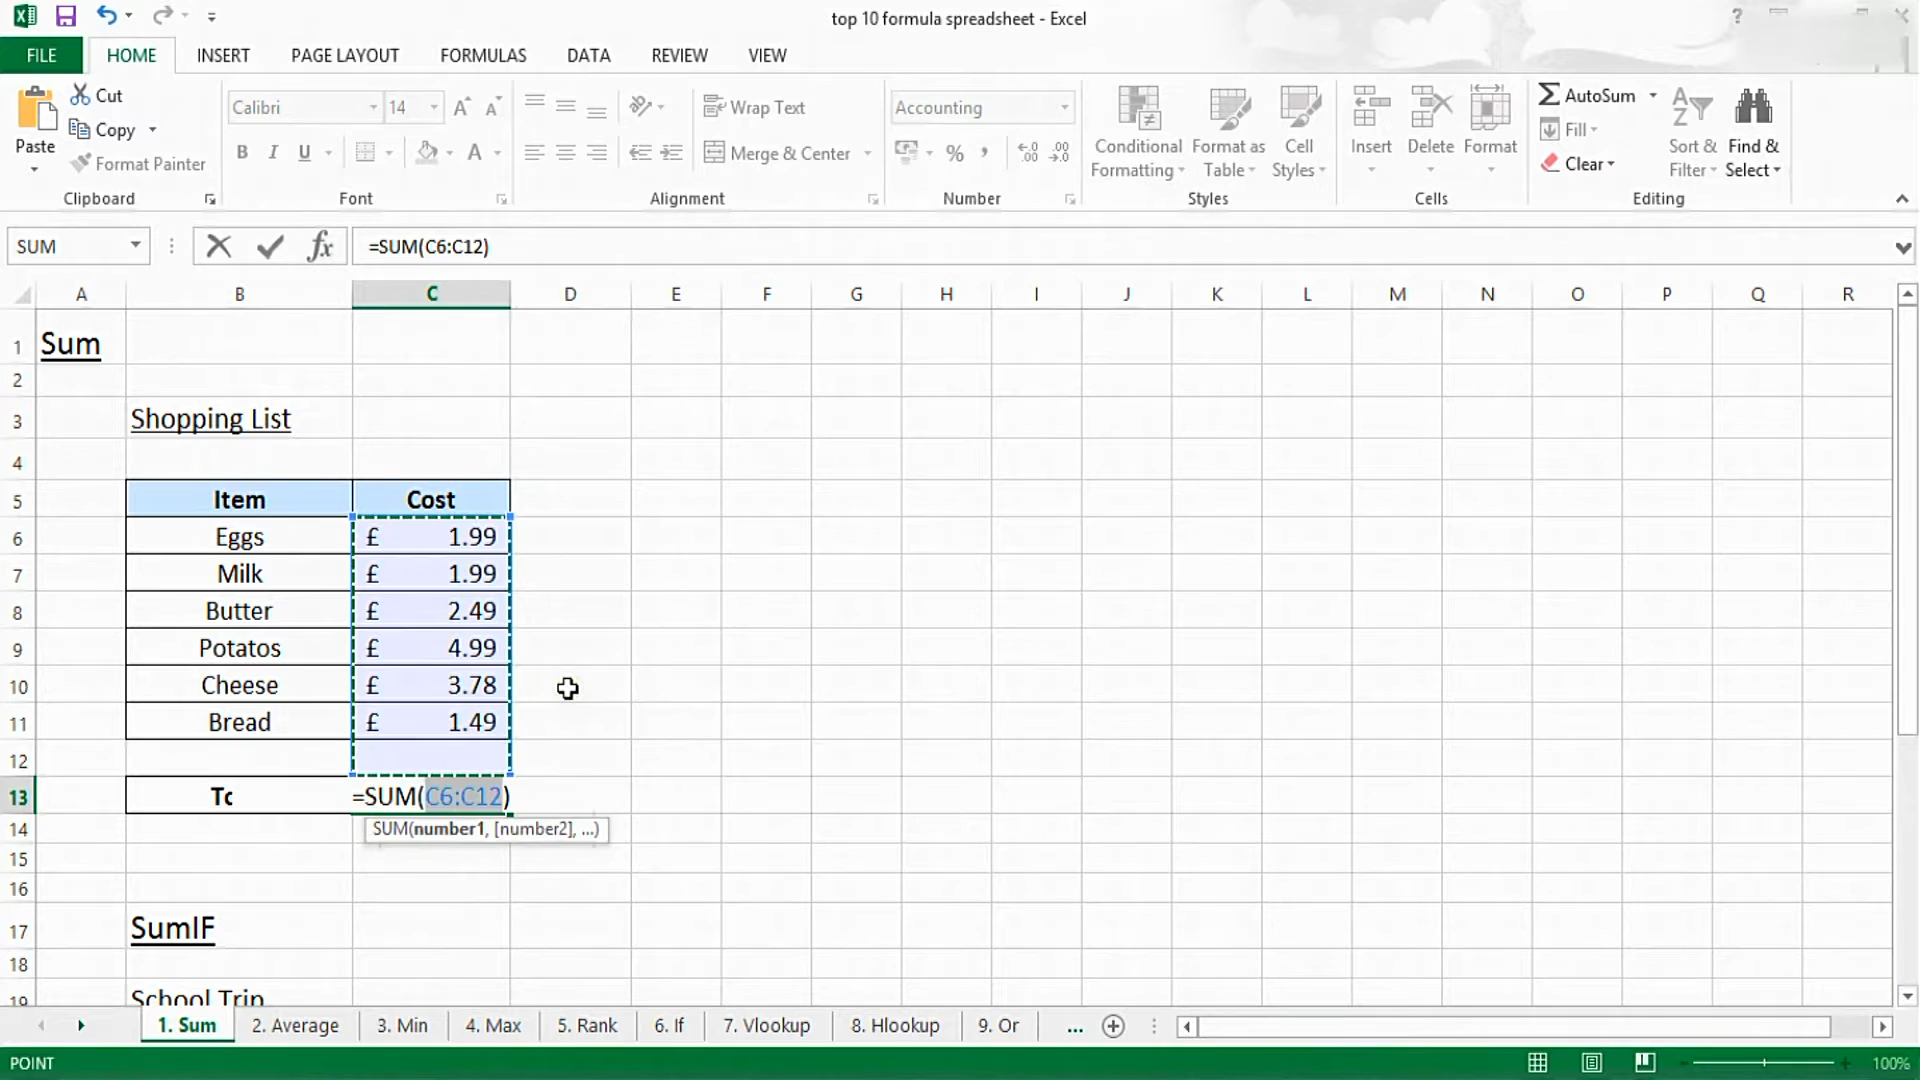 top 10 formula spreadsheet - Excel
?
FILE HOME INSERT PAGE LAYOUT FORMULAS DATA REVIEW VIEW
Paste
Cut
Copy
Format Painter
Clipboard
Calibri 14
B I U A
Font
Wrap Text
Merge & Center
Alignment
Accounting
% , .00 .0
Number
Conditional Formatting
Format as Table
Cell Styles
Styles
Insert Delete Format
Cells
AutoSum
Fill
Clear
Sort & Filter
Find & Select
Editing
SUM fx =SUM(C6:C12)
A B C D E F G H I J K L M N O P Q R
1 Sum
2
3 Shopping List
4
5 Item Cost
6 Eggs £ 1.99
7 Milk £ 1.99
8 Butter £ 2.49
9 Potatos £ 4.99
10 Cheese £ 3.78
11 Bread £ 1.49
12
13 Tc =SUM(C6:C12)
SUM(number1, [number2], ...)
14
15
16
17 SumIF
18
19 School Trip
1. Sum 2. Average 3. Min 4. Max 5. Rank 6. If 7. Vlookup 8. Hlookup 9. Or ...
POINT 100%